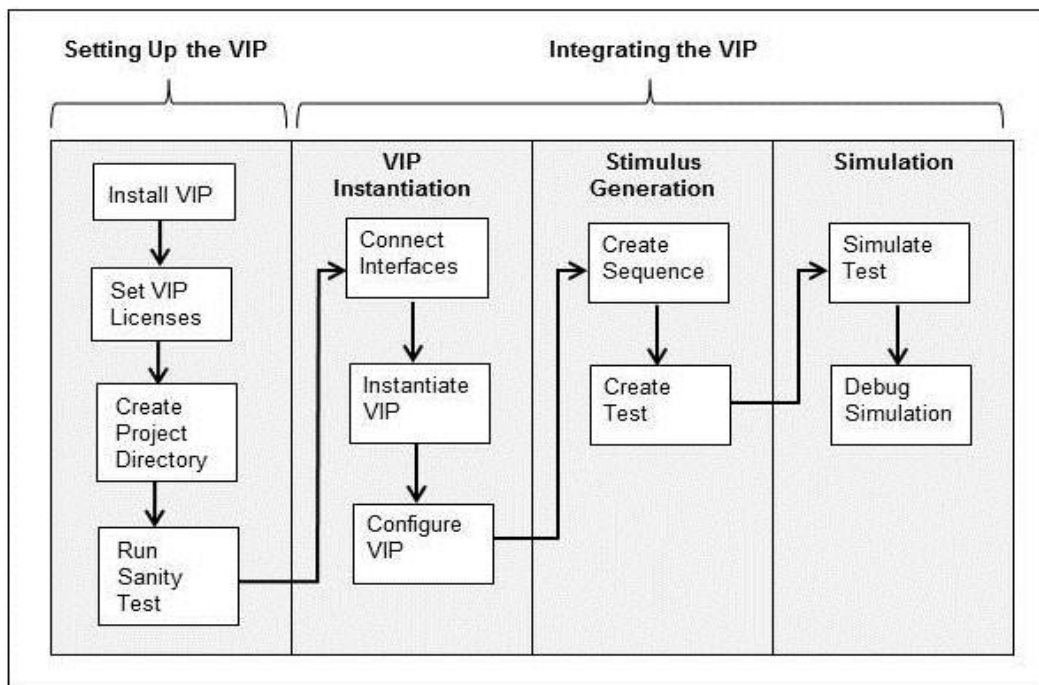 Setting Up the VIP
Integrating the VIP
Install VIP
Set VIP
Licenses
Create
Project
Directory
Run
Sanity
Test
VIP
Instantiation
Connect
Interfaces
Instantiate
VIP
Configure
VIP
Stimulus
Generation
Create
Sequence
Create
Test
Simulation
Simulate
Test
Debug
Simulation